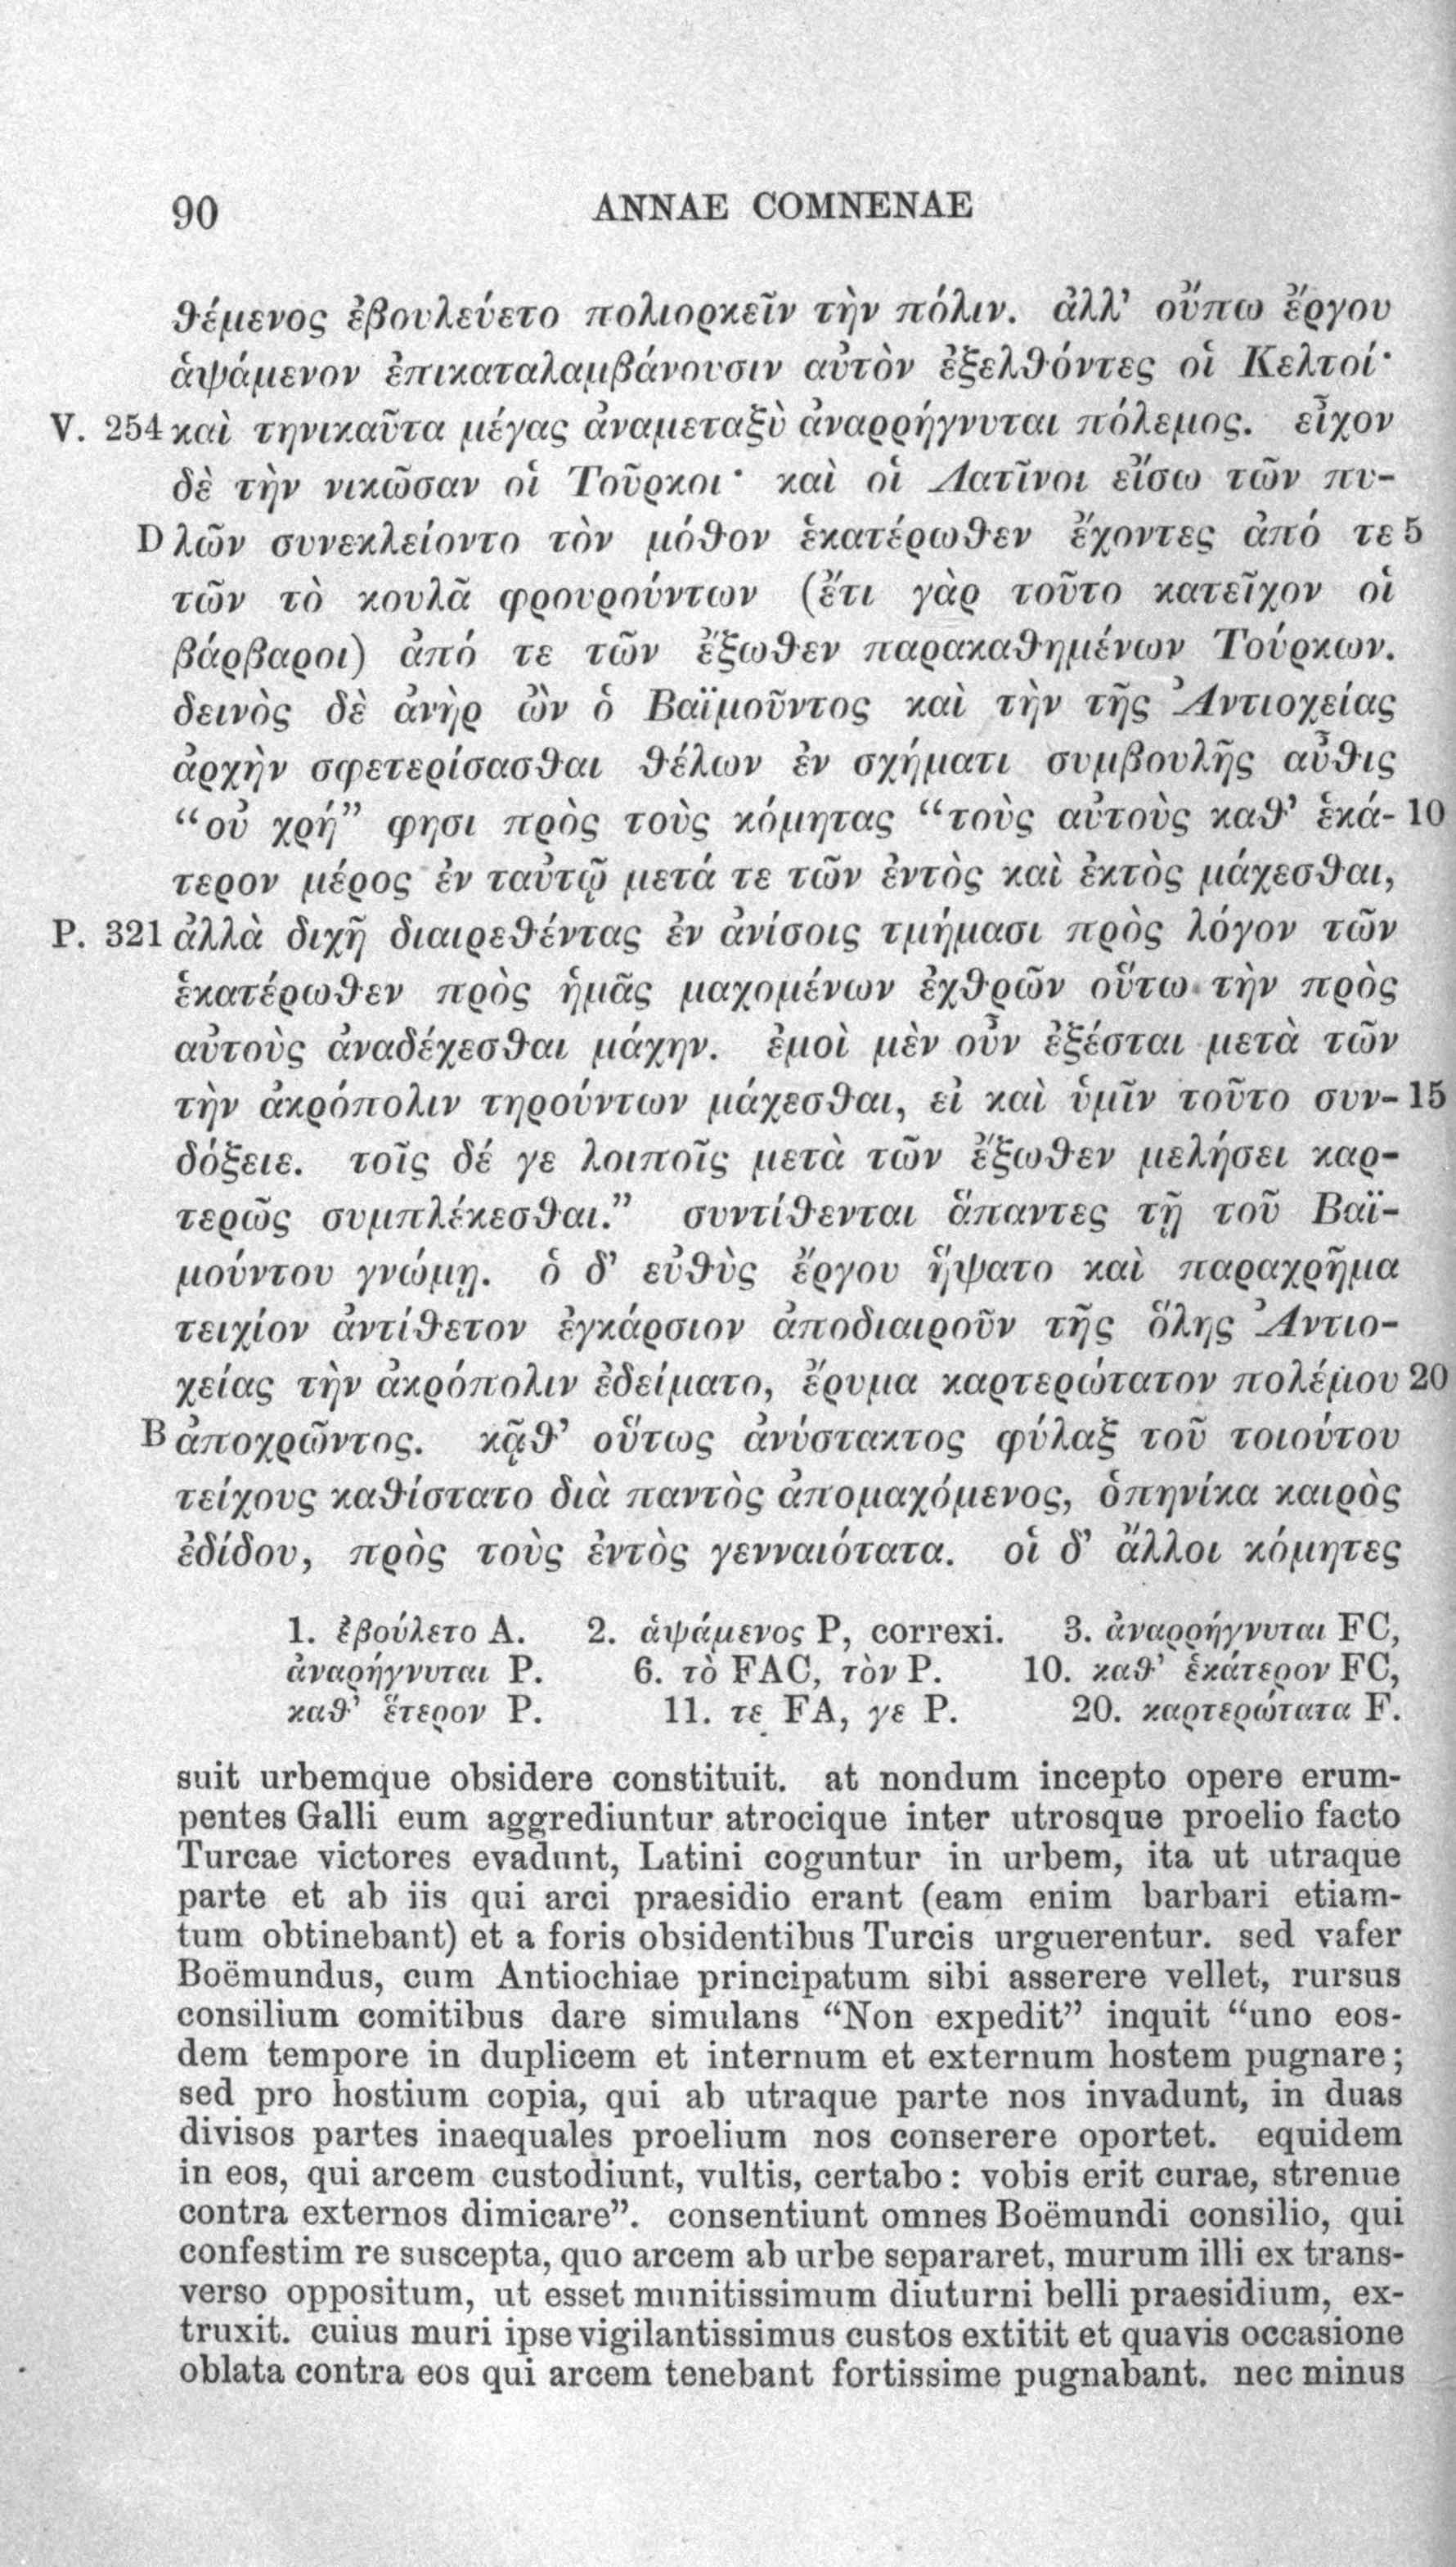 90 ANNAE COMNENAE
θέμενος ἐβουλεύετο πολιορκεῖν τὴν πόλιν. ἀλλ' οὔπω ἔργου
ἁψάμενον ἐπικαταλαμβάνουσιν αὐτὸν ἐξελθόντες οἱ Κελτοί·
V. 254 καὶ τηνικαῦτα μέγας ἀναμεταξὺ ἀναρρήγνυται πόλεμος. εἶχον
δὲ τὴν νικῶσαν οἱ Τοῦρκοι· καὶ οἱ Λατῖνοι εἴσω τῶν πυ-
D λῶν συνεκλείοντο τὸν μόθον ἑκατέρωθεν ἔχοντες ἀπό τε 5
τῶν τὸ κουλᾶ φρουρούντων (ἔτι γὰρ τοῦτο κατεῖχον οἱ
βάρβαροι) ἀπό τε τῶν ἔξωθεν παρακαθημένων Τούρκων.
δεινὸς δὲ ἀνὴρ ὢν ὁ Βαϊμοῦντος καὶ τὴν τῆς Ἀντιοχείας
ἀρχὴν σφετερίσασθαι θέλων ἐν σχήματι συμβουλῆς αὖθις
“οὐ χρή” φησι πρὸς τοὺς κόμητας “τοὺς αὐτοὺς καθ' ἑκά- 10
τερον μέρος ἐν ταὐτῷ μετά τε τῶν ἐντὸς καὶ ἐκτὸς μάχεσθαι,
P. 321 ἀλλὰ διχῆ διαιρεθέντας ἐν ἀνίσοις τμήμασι πρὸς λόγον τῶν
ἑκατέρωθεν πρὸς ἡμᾶς μαχομένων ἐχθρῶν οὕτω τὴν πρὸς
αὐτοὺς ἀναδέχεσθαι μάχην. ἐμοὶ μὲν οὖν ἐξέσται μετὰ τῶν
τὴν ἀκρόπολιν τηρούντων μάχεσθαι, εἰ καὶ ὑμῖν τοῦτο συν- 15
δόξειε. τοῖς δέ γε λοιποῖς μετὰ τῶν ἔξωθεν μελήσει καρ-
τερῶς συμπλέκεσθαι.” συντίθενται ἅπαντες τῇ τοῦ Βαϊ-
μούντου γνώμῃ. ὁ δ' εὐθὺς ἔργου ἥψατο καὶ παραχρῆμα
τειχίον ἀντίθετον ἐγκάρσιον ἀποδιαιροῦν τῆς ὅλης Ἀντιο-
χείας τὴν ἀκρόπολιν ἐδείματο, ἔρυμα καρτερώτατον πολέμου 20
B ἀποχρῶντος. κᾷθ' οὕτως ἀνύστακτος φύλαξ τοῦ τοιούτου
τείχους καθίστατο διὰ παντὸς ἀπομαχόμενος, ὁπηνίκα καιρὸς
ἐδίδου, πρὸς τοὺς ἐντὸς γενναιότατα. οἱ δ' ἄλλοι κόμητες
1. ἐβούλετο A. 2. ἁψάμενος P, correxi. 3. ἀναρρήγνυται FC,
ἀναρήγνυται P. 6. τὸ FAC, τὸν P. 10. καθ' ἑκάτερον FC,
καθ' ἕτερον P. 11. τε FA, γε P. 20. καρτερώτατα F.
suit urbemque obsidere constituit. at nondum incepto opere erum-
pentes Galli eum aggrediuntur atrocique inter utrosque proelio facto
Turcae victores evadunt, Latini coguntur in urbem, ita ut utraque
parte et ab iis qui arci praesidio erant (eam enim barbari etiam-
tum obtinebant) et a foris obsidentibus Turcis urguerentur. sed vafer
Boëmundus, cum Antiochiae principatum sibi asserere vellet, rursus
consilium comitibus dare simulans “Non expedit” inquit “uno eos-
dem tempore in duplicem et internum et externum hostem pugnare;
sed pro hostium copia, qui ab utraque parte nos invadunt, in duas
divisos partes inaequales proelium nos conserere oportet. equidem
in eos, qui arcem custodiunt, vultis, certabo: vobis erit curae, strenue
contra externos dimicare”. consentiunt omnes Boëmundi consilio, qui
confestim re suscepta, quo arcem ab urbe separaret, murum illi ex trans-
verso oppositum, ut esset munitissimum diuturni belli praesidium, ex-
truxit. cuius muri ipse vigilantissimus custos extitit et quavis occasione
oblata contra eos qui arcem tenebant fortissime pugnabant. nec minus